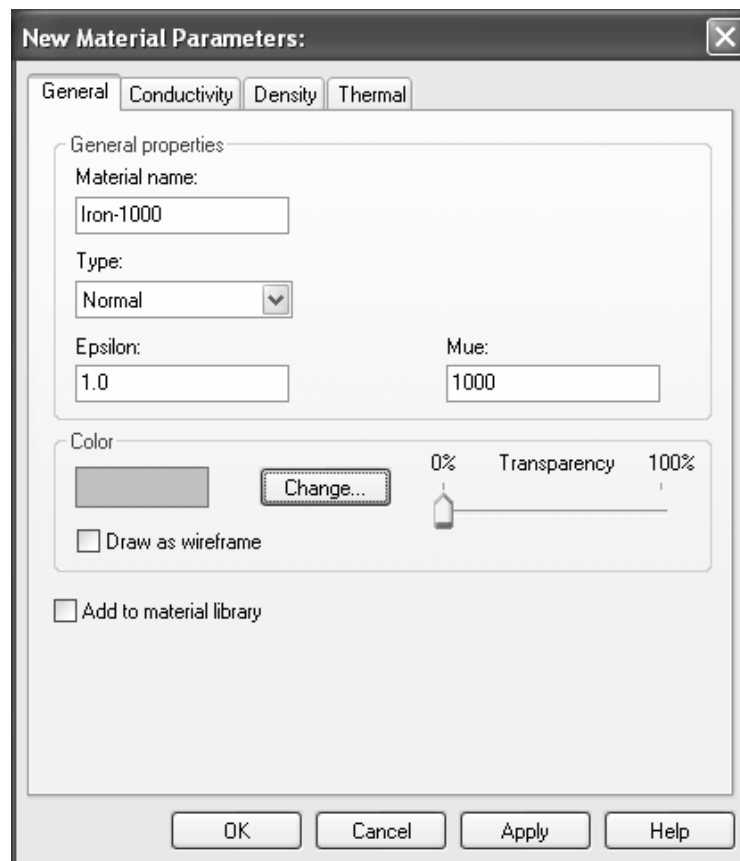 New Material Parameters:
General Conductivity Density Thermal
General properties
Material name:
Iron-1000
Type:
Normal
Epsilon: Mue:
1.0 1000
Color
0% Transparency 100%
Change...
Draw as wireframe
Add to material library
OK Cancel Apply Help